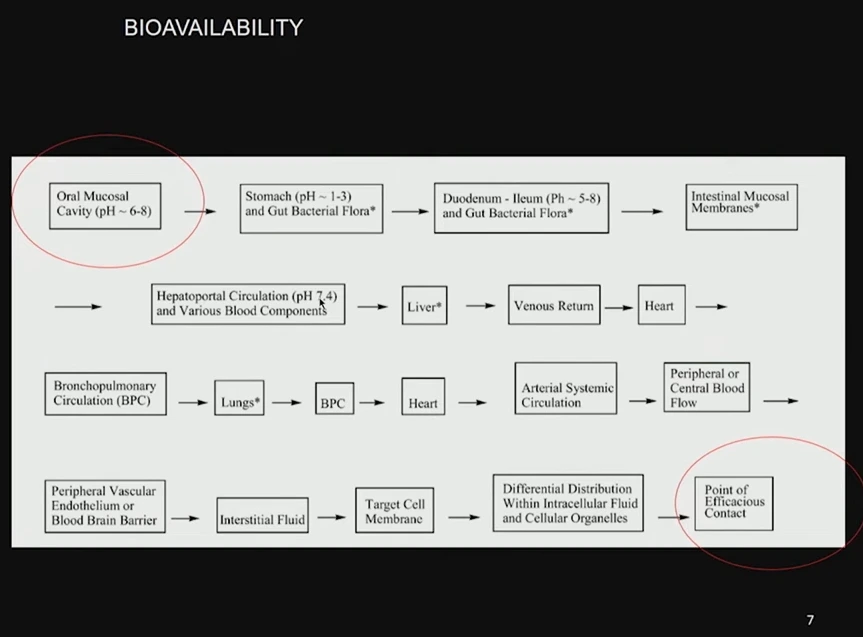 BIOAVAILABILITY
Oral Mucosal
Cavity (pH ~ 6-8)
Stomach (pH ~ 1-3)
and Gut Bacterial Flora*
Duodenum - Ileum (Ph ~ 5-8)
and Gut Bacterial Flora*
Intestinal Mucosal
Membranes*
Hepatoportal Circulation (pH 7.4)
and Various Blood Components
Liver*
Venous Return
Heart
Bronchopulmonary
Circulation (BPC)
Lungs*
BPC
Heart
Arterial Systemic
Circulation
Peripheral or
Central Blood
Flow
Peripheral Vascular
Endothelium or
Blood Brain Barrier
Interstitial Fluid
Target Cell
Membrane
Differential Distribution
Within Intracellular Fluid
and Cellular Organelles
Point of
Efficacious
Contact
7